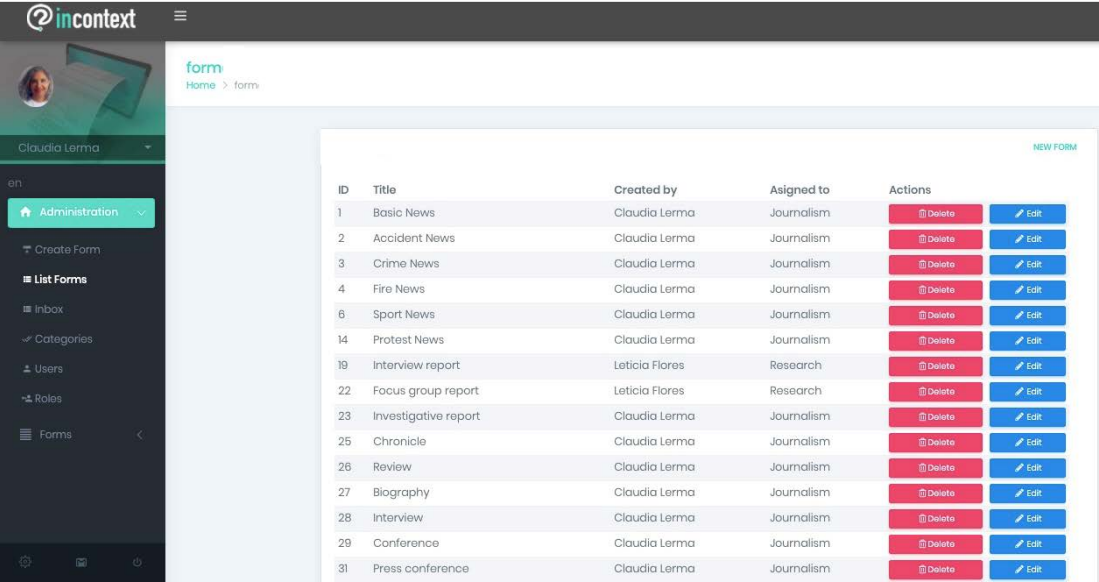 incontext
form
Home > form
Claudia Lerma
en
Administration
Create Form
List Forms
Inbox
Categories
Users
Roles
Forms
NEW FORM
ID Title Created by Asigned to Actions
1 Basic News Claudia Lerma Journalism Delete Edit
2 Accident News Claudia Lerma Journalism Delete Edit
3 Crime News Claudia Lerma Journalism Delete Edit
4 Fire News Claudia Lerma Journalism Delete Edit
6 Sport News Claudia Lerma Journalism Delete Edit
14 Protest News Claudia Lerma Journalism Delete Edit
19 Interview report Leticia Flores Research Delete Edit
22 Focus group report Leticia Flores Research Delete Edit
23 Investigative report Claudia Lerma Journalism Delete Edit
25 Chronicle Claudia Lerma Journalism Delete Edit
26 Review Claudia Lerma Journalism Delete Edit
27 Biography Claudia Lerma Journalism Delete Edit
28 Interview Claudia Lerma Journalism Delete Edit
29 Conference Claudia Lerma Journalism Delete Edit
31 Press conference Claudia Lerma Journalism Delete Edit